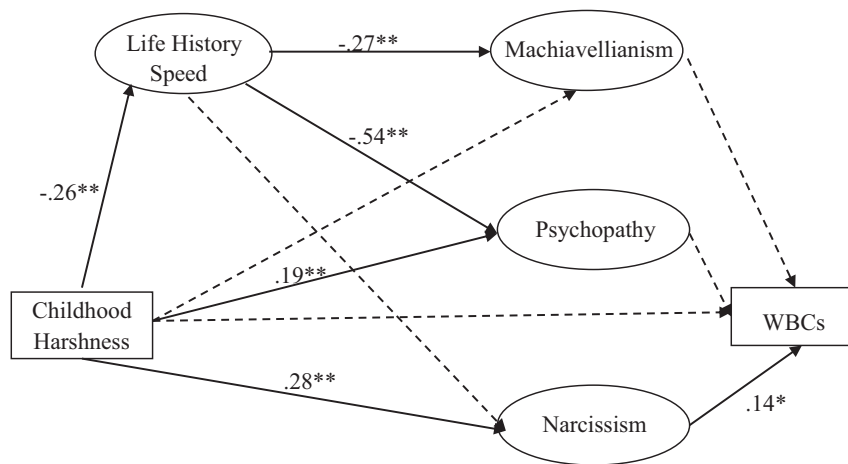 Life History
Speed
-.27**
Machiavellianism
-.54**
-.26**
Psychopathy
.19**
Childhood
Harshness
WBCs
.28**
Narcissism
.14*